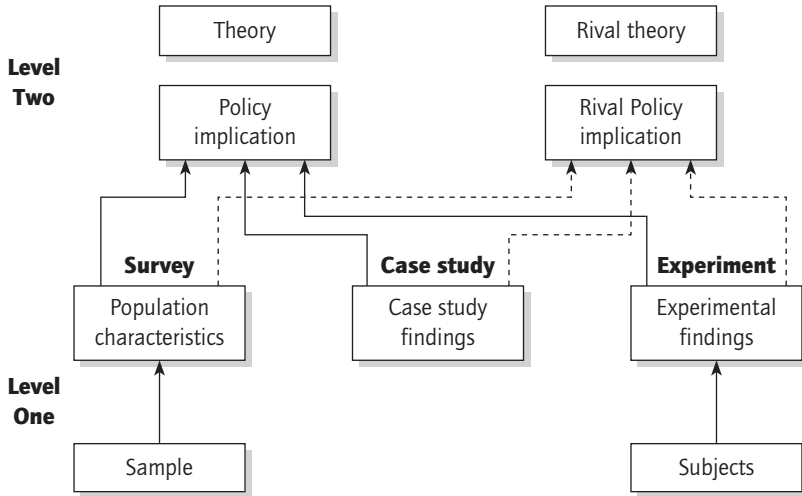 Theory
Rival theory
Level
Two
Policy
implication
Rival Policy
implication
Survey
Case study
Experiment
Population
characteristics
Case study
findings
Experimental
findings
Level
One
Sample
Subjects